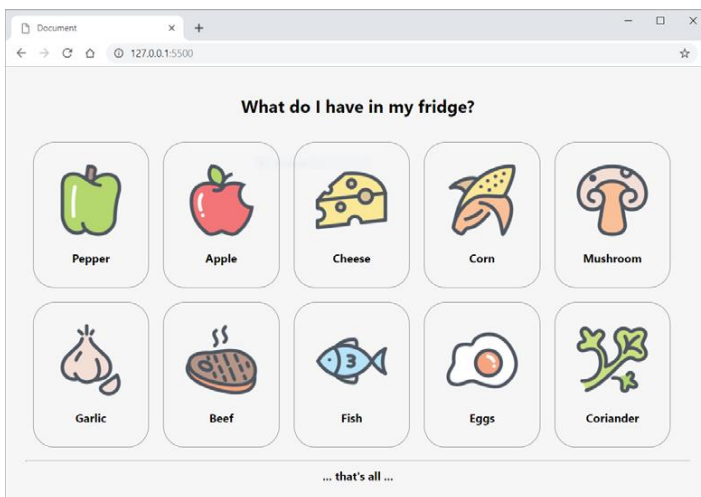 Document
127.0.0.1:5500
What do I have in my fridge?
Pepper Apple Cheese Corn Mushroom
Garlic Beef Fish Eggs Coriander
... that's all ...